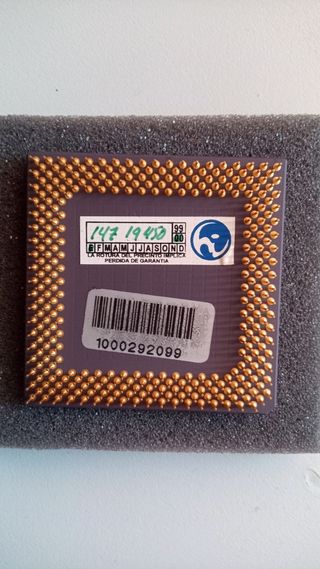 147 19450
99
00
EFMAMJJASOND
LA ROTURA DEL PRECINTO IMPLICA
PERDIDA DE GARANTIA
1000292099